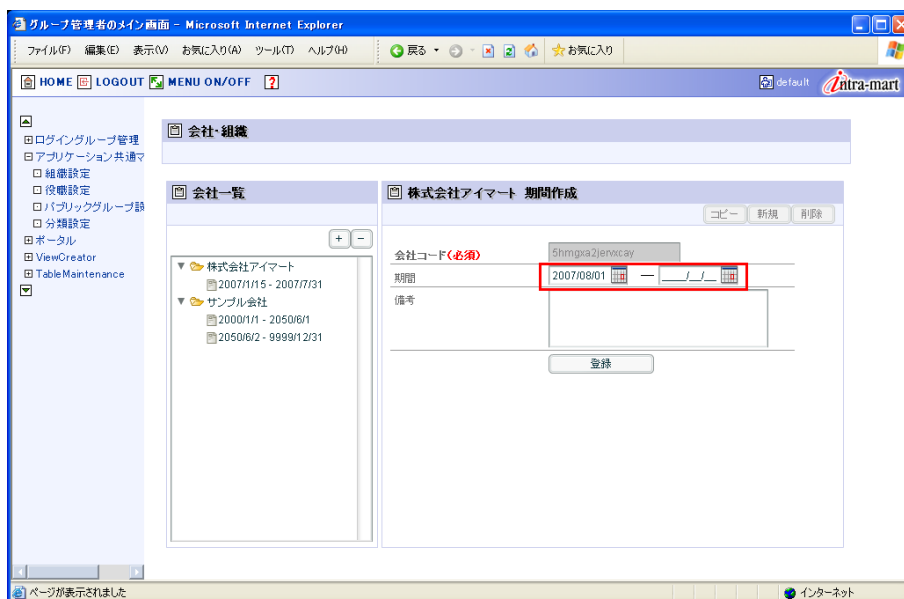 グループ管理者のメイン画面 - Microsoft Internet Explorer
ファイル(F) 編集(E) 表示(V) お気に入り(A) ツール(T) ヘルプ(H) 戻る お気に入り
HOME LOGOUT MENU ON/OFF ? default intra-mart
ログイングループ管理
アプリケーション共通マ
組織設定
役職設定
パブリックグループ設
分類設定
ポータル
ViewCreator
TableMaintenance
会社・組織
会社一覧
+ -
株式会社アイマート
2007/1/15 - 2007/7/31
サンプル会社
2000/1/1 - 2050/6/1
2050/6/2 - 9999/12/31
株式会社アイマート 期間作成
コピー 新規 削除
会社コード(必須) 5hmgxa2jervxcay
期間 2007/08/01 — ____/__/__
備考
登録
ページが表示されました インターネット